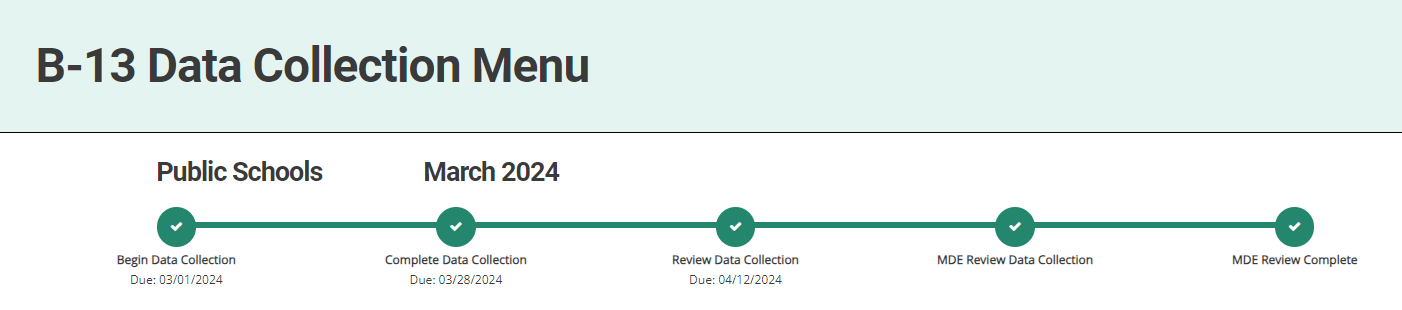 B-13 Data Collection Menu
Public Schools March 2024
Begin Data Collection Complete Data Collection Review Data Collection MDE Review Data Collection MDE Review Complete
Due: 03/01/2024 Due: 03/28/2024 Due: 04/12/2024